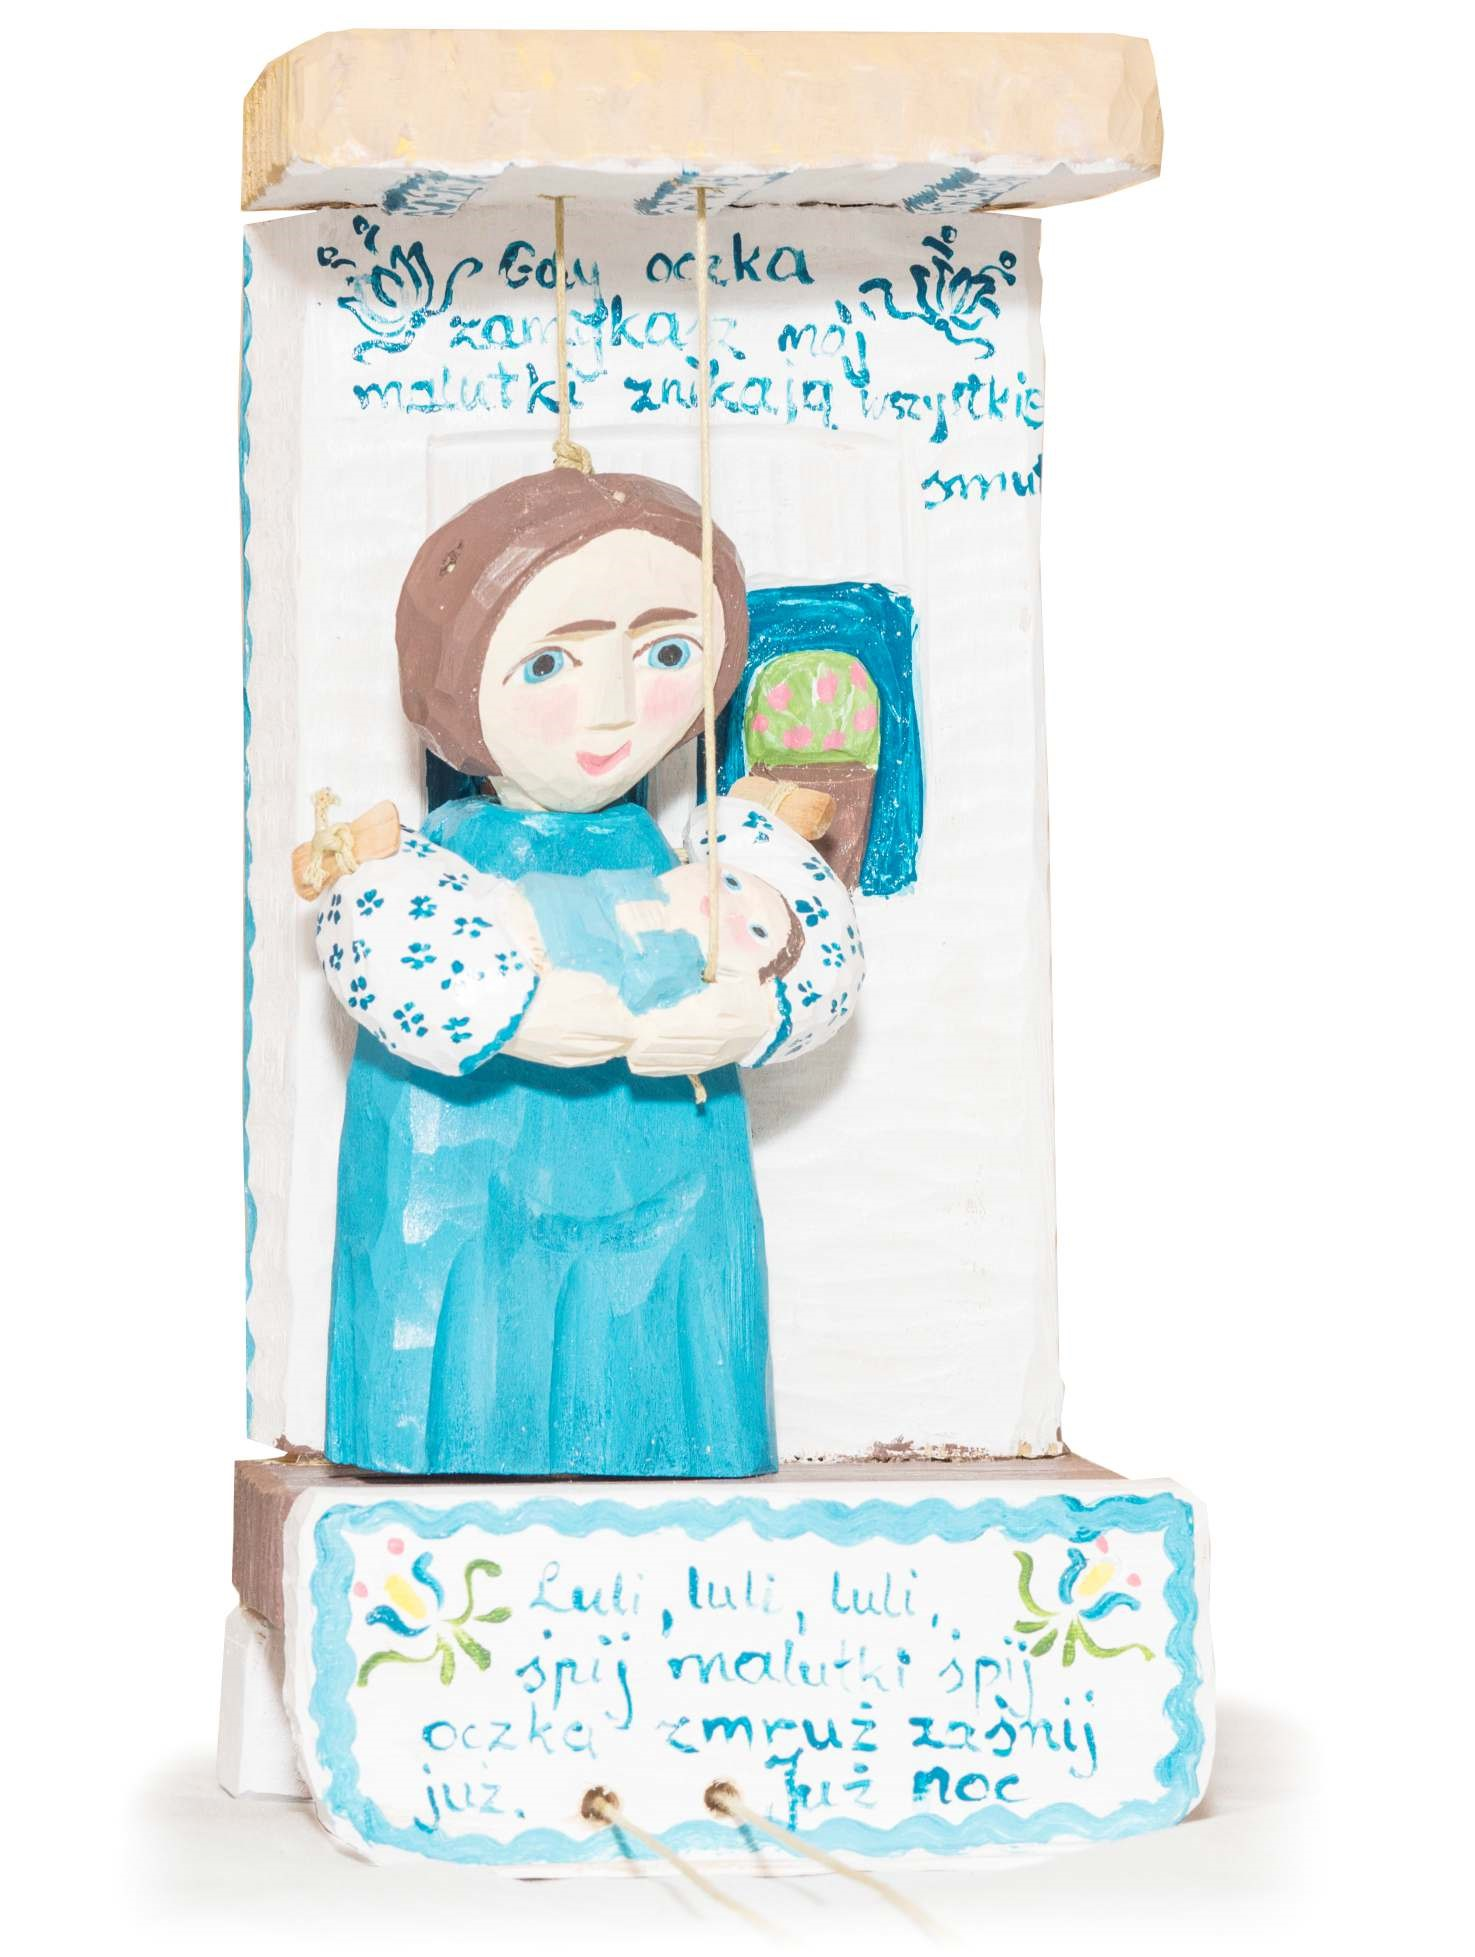 Gdy oczka
zamykasz mój
malutki znikają wszystkie
smut
Luli, luli, luli,
śpij malutki śpij
oczka zmruż zaśnij
już. Już noc